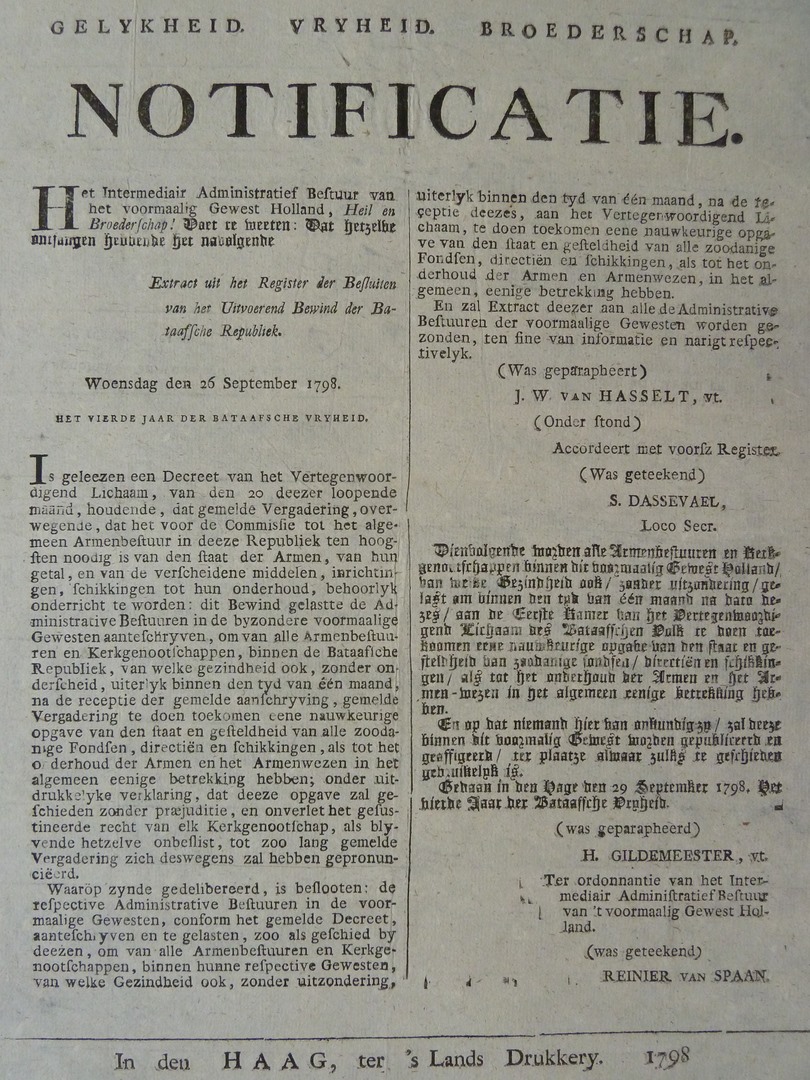 GELYKHEID. VRYHEID. BROEDERSCHAP.
NOTIFICATIE.
Het Intermediair Administratief Beſtuur van
het voormaalig Gewest Holland, Heil en
Broederſchap! Doet te weeten: Dat hetzelve
ontfangen hebbende het navolgende
Extract uit het Register der Beſluiten
van het Uitvoerend Bewind der Ba-
taafſche Republiek.
Woensdag den 26 September 1798.
HET VIERDE JAAR DER BATAAFSCHE VRYHEID.
Is geleezen een Decreet van het Vertegenwoor-
digend Lichaam, van den 20 deezer loopende
maand, houdende, dat gemelde Vergadering, over-
wegende, dat het voor de Commisſie tot het alge-
meen Armenbeſtuur in deeze Republiek ten hoog-
ſten noodig is van den ſtaat der Armen, van hun
getal, en van de verſcheidene middelen, inrichtin-
gen, ſchikkingen tot hun onderhoud, behoorlyk
onderricht te worden: dit Bewind gelastte de Ad-
miniſtrative Beſtuuren in de byzondere voormaalige
Gewesten aanteſchryven, om van alle Armenbeſtuu-
ren en Kerkgenootſchappen, binnen de Bataafſche
Republiek, van welke gezindheid ook, zonder on-
derſcheid, uiterlyk binnen den tyd van één maand,
na de receptie der gemelde aanſchryving, gemelde
Vergadering te doen toekomen eene nauwkeurige
opgave van den ſtaat en geſteldheid van alle zooda-
nige Fondſen, directiën en ſchikkingen, als tot het
o derhoud der Armen en het Armenwezen in het
algemeen eenige betrekking hebben; onder uit-
drukkelyke verklaring, dat deeze opgave zal ge-
ſchieden zonder præjuditie, en onverlet het geſus-
tineerde recht van elk Kerkgenootſchap, als bly-
vende hetzelve onbeſlist, tot zoo lang gemelde
Vergadering zich deswegens zal hebben gepronun-
ciëerd.
Waaröp zynde gedelibereerd, is beſlooten: de
reſpective Administrative Beſtuuren in de voor-
maalige Gewesten, conform het gemelde Decreet,
aanteſchryven en te gelasten, zoo als geſchied by
deezen, om van alle Armenbeſtuuren en Kerkge-
nootſchappen, binnen hunne reſpective Gewesten,
van welke Gezindheid ook, zonder uitzondering,
uiterlyk binnen den tyd van één maand, na de re-
ceptie deezes, aan het Vertegenwoordigend Li-
chaam, te doen toekomen eene nauwkeurige opga-
ve van den ſtaat en geſteldheid van alle zoodanige
Fondſen, directiën en ſchikkingen, als tot het on-
derhoud der Armen en Armenwezen, in het al-
gemeen, eenige betrekking hebben.
En zal Extract deezer aan alle de Administrative
Beſtuuren der voormaalige Gewesten worden ge-
zonden, ten fine van informatie en narigt reſpec-
tivelyk.
(Was geparapheert)
J. W. VAN HASSELT, vt.
(Onder ſtond)
Accordeert met voorſz Register.
(Was geteekend)
S. DASSEVAEL,
Loco Secr.
Dienvolgende worden alle Armenbeſtuuren en Kerk-
genootſchappen binnen dit voormaalig Gewest Holland/
van welke Gezindheid ook/ zonder uitzondering/ ge-
last om binnen den tyd van één maand na dato de-
zes/ aan de Eerſte Kamer van het Vertegenwoordi-
gend Lichaam des Bataafſchen Volks te doen toe-
koomen eene nauwkeurige opgave van den ſtaat en ge-
ſteldheid van zoodanige fondſen/ directiën en ſchikkin-
gen/ als tot het onderhoud der Armen en het Ar-
men-wezen in het algemeen eenige betrekking heb-
ben.
En op dat niemand hier van onkundig zy/ zal deeze
binnen dit voormalig Gewest worden gepubliceerd en
geaffigeerd/ ter plaatze alwaar zulks te geſchieden
gebruikelyk is.
Gedaan in den Hage den 29 September 1798. Het
vierde Jaar der Bataafſche Vryheid.
(was geparapheerd)
H. GILDEMEESTER, vt.
Ter ordonnantie van het Inter-
mediair Adminiſtratief Beſtuur
van 't voormaalig Gewest Hol-
land.
(was geteekend)
REINIER VAN SPAAN.
In den HAAG, ter 's Lands Drukkery. 1798